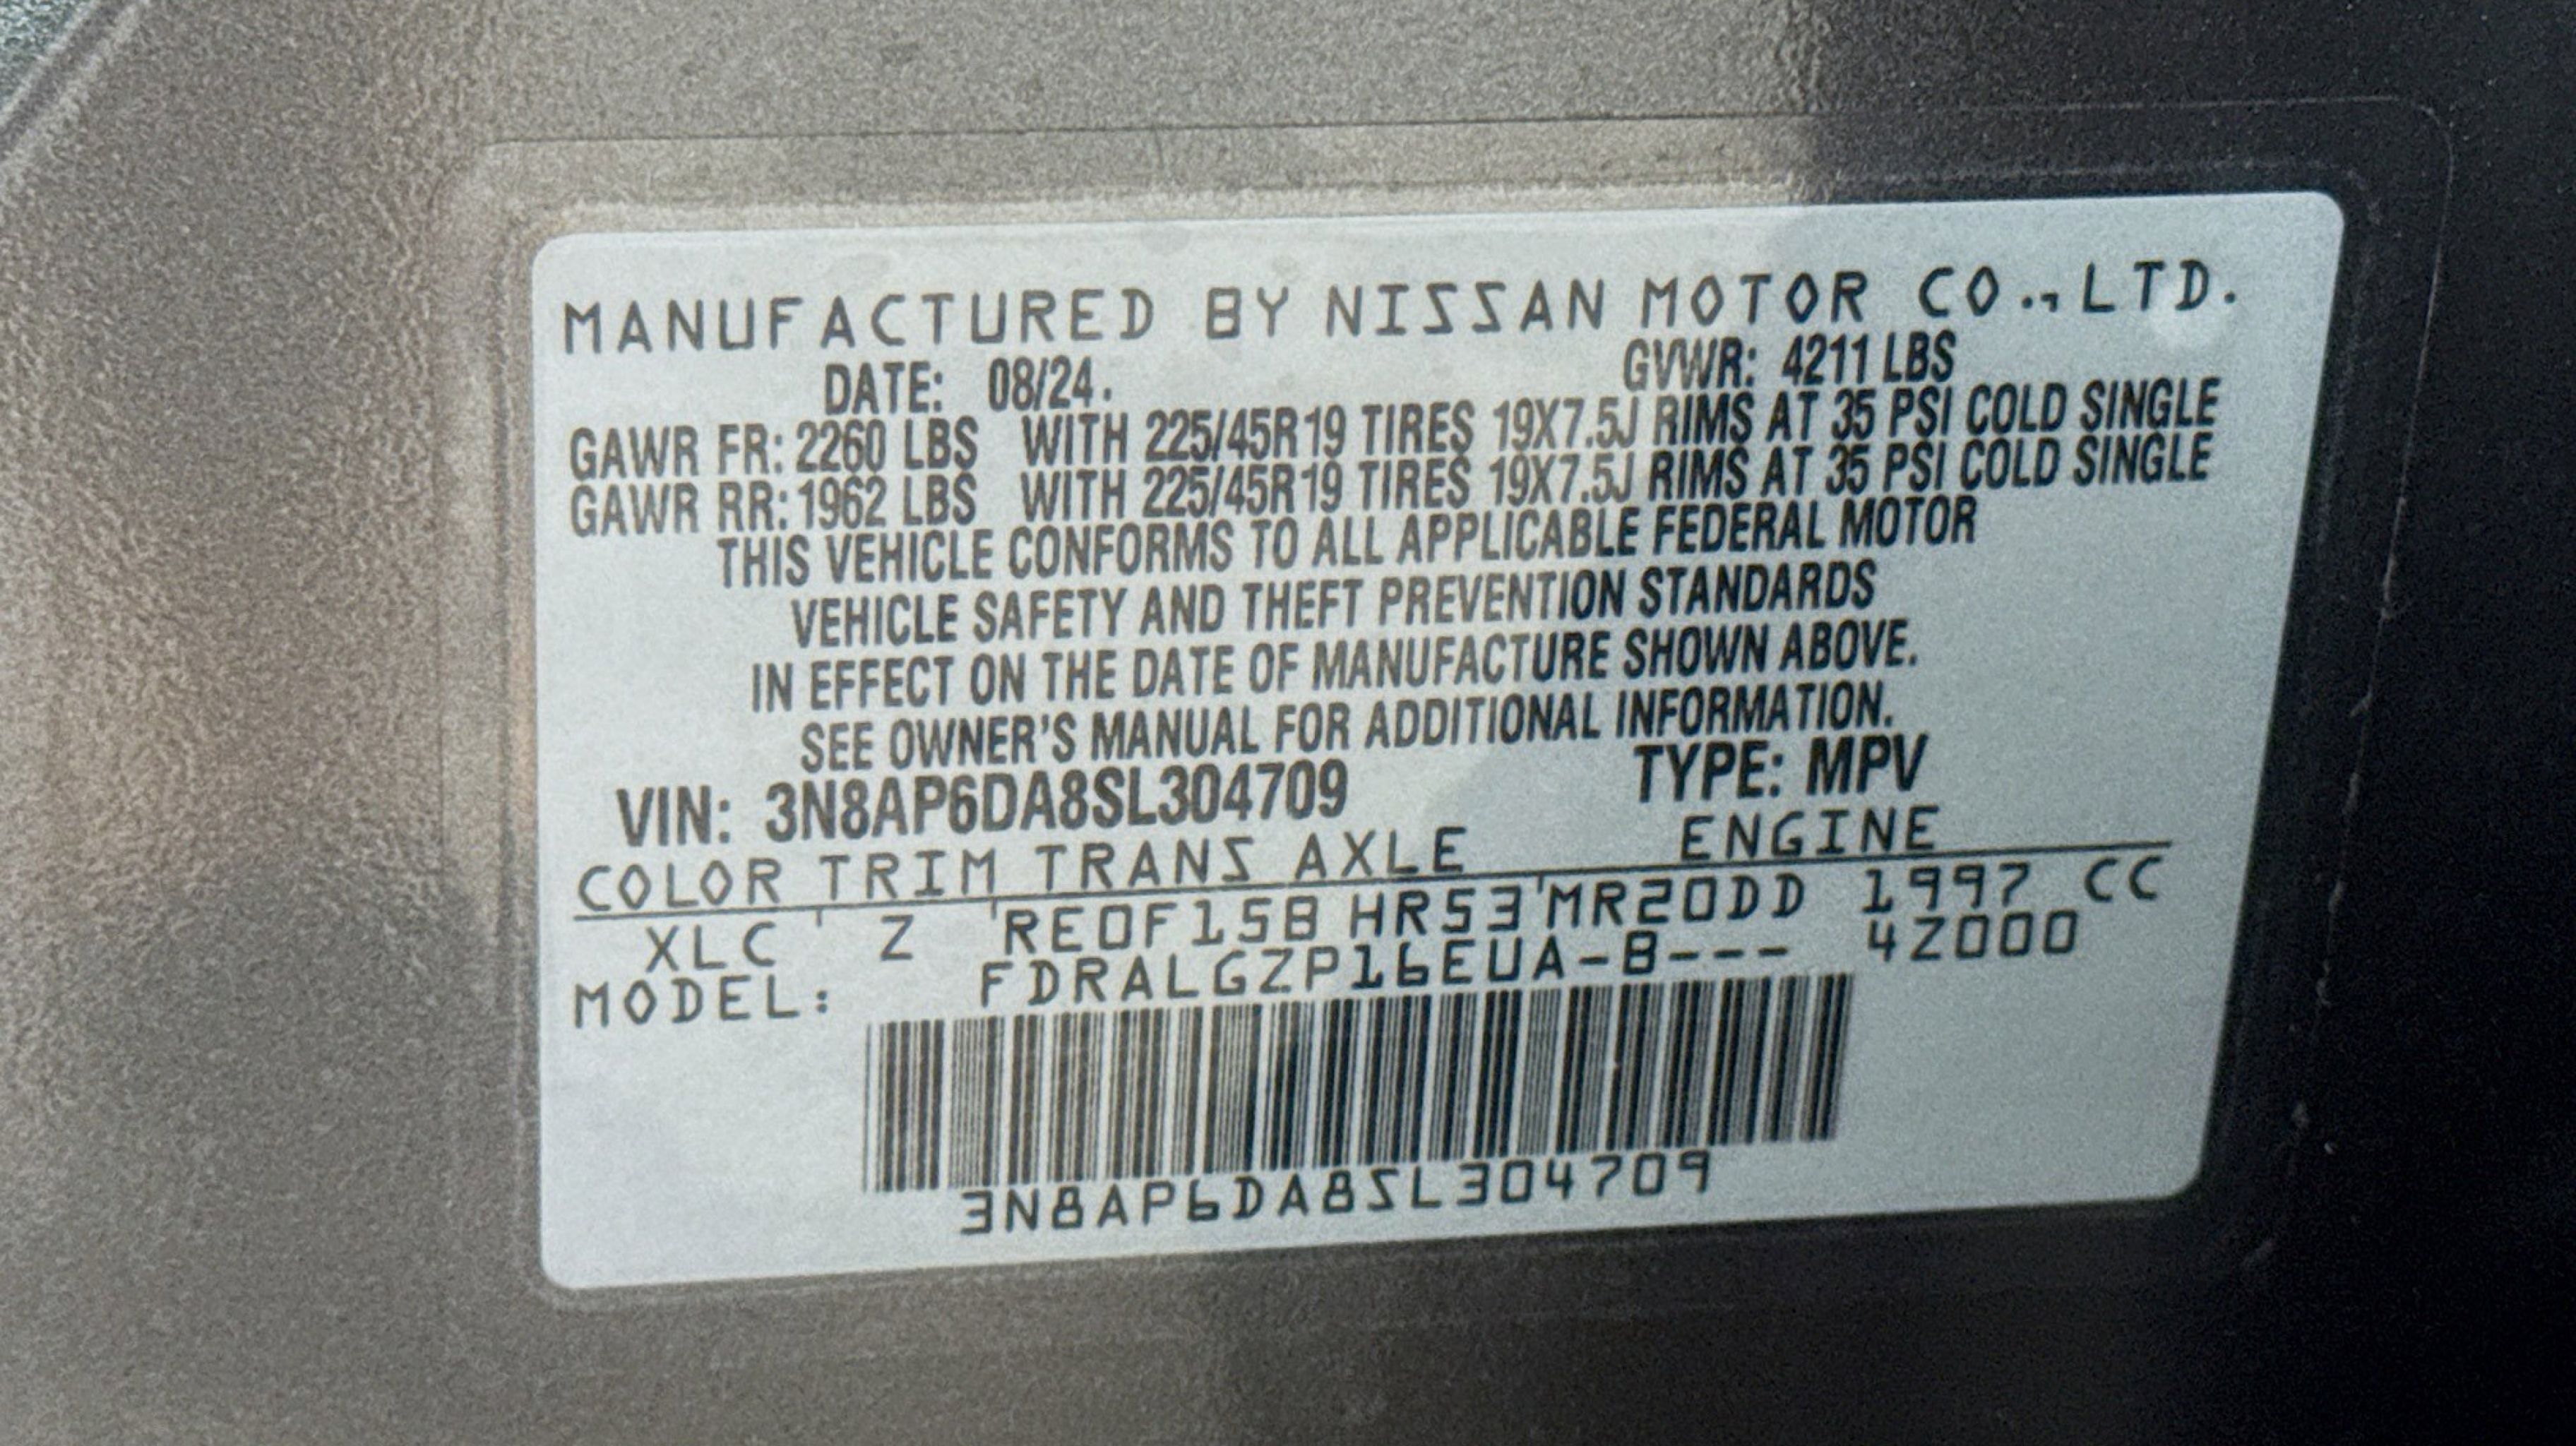 MANUFACTURED BY NISSAN MOTOR CO., LTD.
DATE: 08/24. GVWR: 4211 LBS
GAWR FR: 2260 LBS WITH 225/45R19 TIRES 19X7.5J RIMS AT 35 PSI COLD SINGLE
GAWR RR: 1962 LBS WITH 225/45R19 TIRES 19X7.5J RIMS AT 35 PSI COLD SINGLE
THIS VEHICLE CONFORMS TO ALL APPLICABLE FEDERAL MOTOR
VEHICLE SAFETY AND THEFT PREVENTION STANDARDS
IN EFFECT ON THE DATE OF MANUFACTURE SHOWN ABOVE.
SEE OWNER'S MANUAL FOR ADDITIONAL INFORMATION.
VIN: 3N8AP6DA8SL304709 TYPE: MPV
COLOR TRIM TRANS AXLE ENGINE
XLC Z RE0F15B HR53 MR20DD 1997 CC
MODEL: FDRALGZP16EUA-B--- 4Z000
3N8AP6DA8SL304709